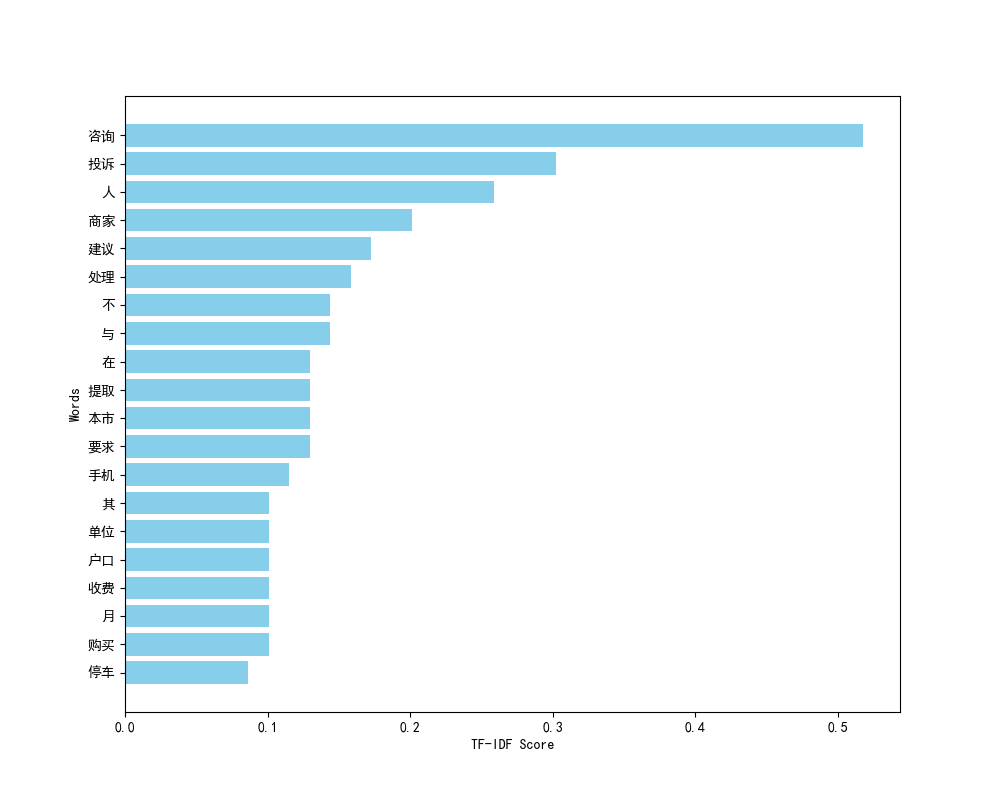 咨询
投诉
人
商家
建议
处理
不
与
在
提取
本市
要求
手机
其
单位
户口
收费
月
购买
停车
Words
0.0 0.1 0.2 0.3 0.4 0.5
TF-IDF Score